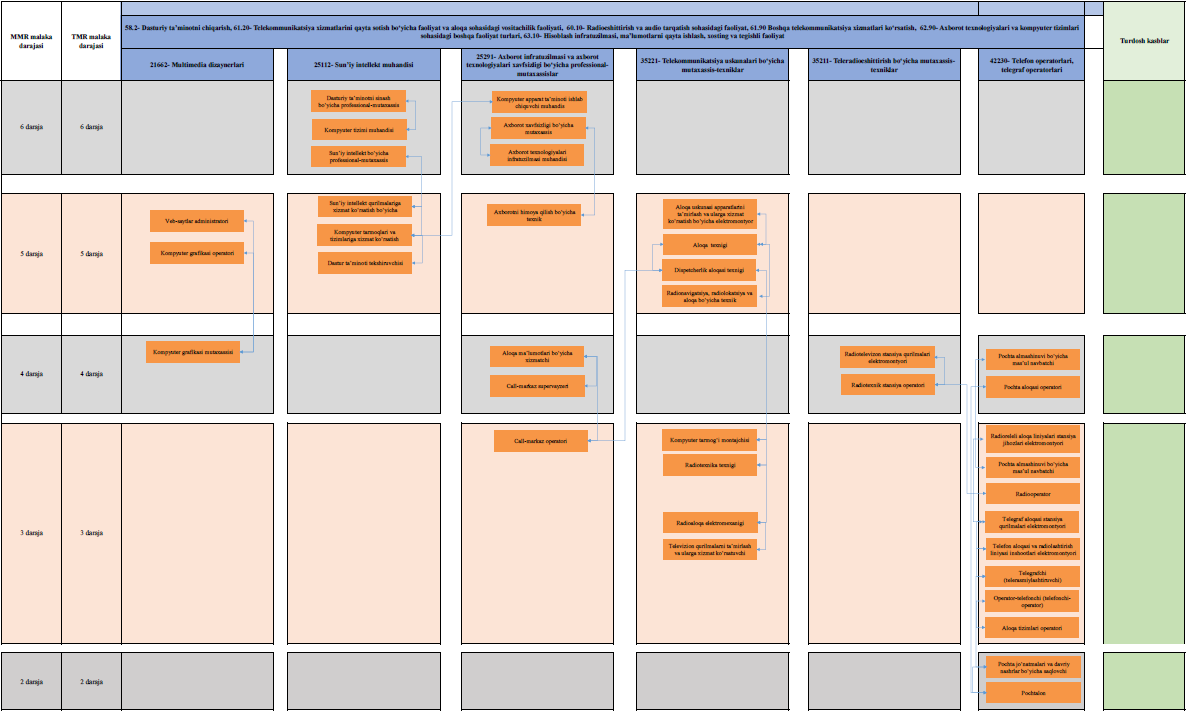 MMR malaka
darajasi
TMR malaka
darajasi
58.2- Dasturiy ta’minotni chiqarish, 61.20- Telekommunikatsiya xizmatlarini qayta sotish bo‘yicha faoliyat va aloqa sohasidagi vositachilik faoliyati, 60.10- Radioeshittirish va audio tarqatish sohasidagi faoliyat, 61.90 Boshqa telekommunikatsiya xizmatlari ko‘rsatish, 62.90- Axborot texnologiyalari va kompyuter tizimlari
sohasidagi boshqa faoliyat turlari, 63.10- Hisoblash infratuzilmasi, ma’lumotlarni qayta ishlash, xosting va tegishli faoliyat
Turdosh kasblar
21662- Multimedia dizaynerlari
25112- Sun’iy intellekt muhandisi
25291- Axborot infratuzilmasi va axborot
texnologiyalari xavfsizligi bo‘yicha professional-
mutaxassislar
35221- Telekommunikatsiya uskunalari bo‘yicha
mutaxassis-texniklar
35211- Teleradioeshittirish bo‘yicha mutaxassis-
texniklar
42230- Telefon operatorlari,
telegraf operatorlari
6 daraja
6 daraja
Dasturiy ta’minotni sinash
bo‘yicha professional-mutaxassis
Kompyuter tizimi muhandisi
Sun’iy intellekt bo‘yicha
professional-mutaxassis
Kompyuter apparat ta’minoti ishlab
chiquvchi muhandis
Axborot xavfsizligi bo‘yicha
mutaxassis
Axborot texnologiyalari
infratuzilmasi muhandisi
5 daraja
5 daraja
Veb-saytlar administratori
Kompyuter grafikasi operatori
Sun’iy intellekt qurilmalariga
xizmat ko‘rsatish bo‘yicha
Kompyuter tarmoqlari va
tizimlariga xizmat ko‘rsatish
Dastur ta’minoti tekshiruvchisi
Axborotni himoya qilish bo‘yicha
texnik
Aloqa uskunasi apparatlarini
ta’mirlash va ularga xizmat
ko‘rsatish bo‘yicha elektromontyor
Aloqa texnigi
Dispetcherlik aloqasi texnigi
Radionavigatsiya, radiolokatsiya va
aloqa bo‘yicha texnik
4 daraja
4 daraja
Kompyuter grafikasi mutaxassisi
Aloqa ma’lumotlari bo‘yicha
xizmatchi
Call-markaz supervayzeri
Radiotelevizon stansiya qurilmalari
elektromontyori
Radiotexnik stansiya operatori
Pochta almashinuvi bo‘yicha
mas’ul navbatchi
Pochta aloqasi operatori
3 daraja
3 daraja
Call-markaz operatori
Kompyuter tarmog‘i montajchisi
Radiotexnika texnigi
Radioaloqa elektromexanigi
Televizion qurilmalarni ta’mirlash
va ularga xizmat ko‘rsatuvchi
Radioreleli aloqa liniyalari stansiya
jihozlari elektromontyori
Pochta almashinuvi bo‘yicha
mas’ul navbatchi
Radiooperator
Telegraf aloqasi stansiya
qurilmalari elektromontyori
Telefon aloqasi va radiolashtirish
liniyasi inshootlari elektromontyori
Telegrafchi
(telerasmiylashtiruvchi)
Operator-telefonchi (telefonchi-
operator)
Aloqa tizimlari operatori
2 daraja
2 daraja
Pochta jo‘natmalari va davriy
nashrlar bo‘yicha saqlovchi
Pochtalon